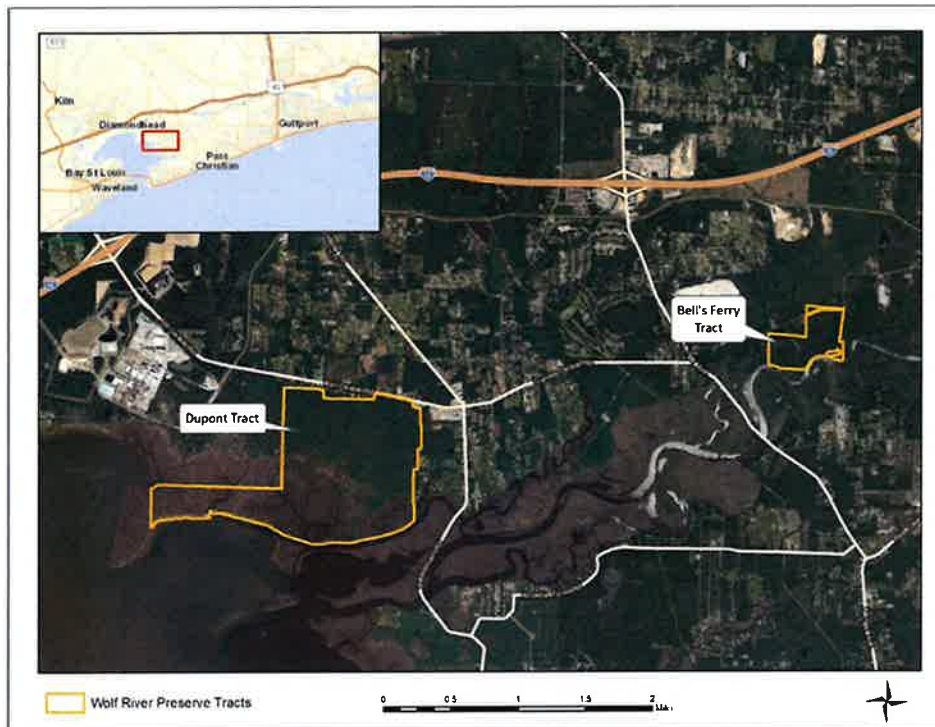 Kiln
Diamondhead
Gulfport
Pass
Christian
Bay St Louis
Waveland
Bell's Ferry
Tract
Dupont Tract
Wolf River Preserve Tracts
0 0.5 1 1.5 2
Miles